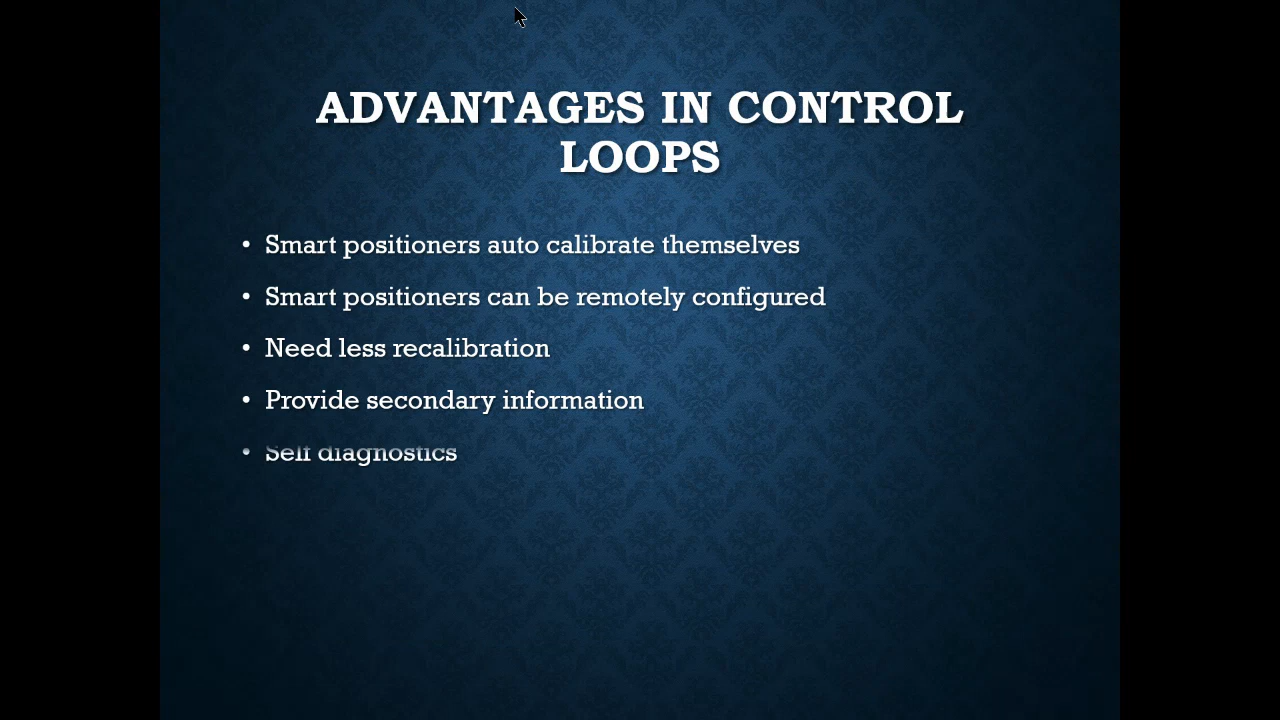 ADVANTAGES IN CONTROL
LOOPS
• Smart positioners auto calibrate themselves
• Smart positioners can be remotely configured
• Need less recalibration
• Provide secondary information
• Self diagnostics